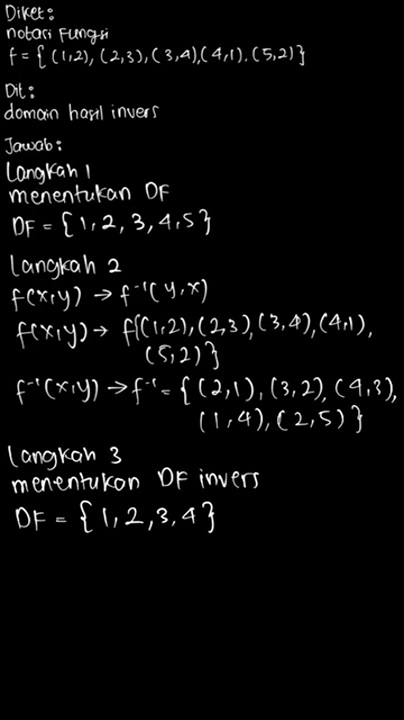 Diket:
notasi Fungsi
f = { (1,2), (2,3), (3,4), (4,1), (5,2) }
Dit:
domain hasil invers
Jawab:
Langkah 1
menentukan DF
DF = { 1, 2, 3, 4, 5 }
Langkah 2
f(x,y) → f⁻¹(y,x)
f(x,y) → f{(1,2), (2,3), (3,4), (4,1),
(5,2) }
f⁻¹(x,y) → f⁻¹ = { (2,1), (3,2), (4,3),
(1,4), (2,5) }
Langkah 3
menentukan DF invers
DF = { 1, 2, 3, 4 }